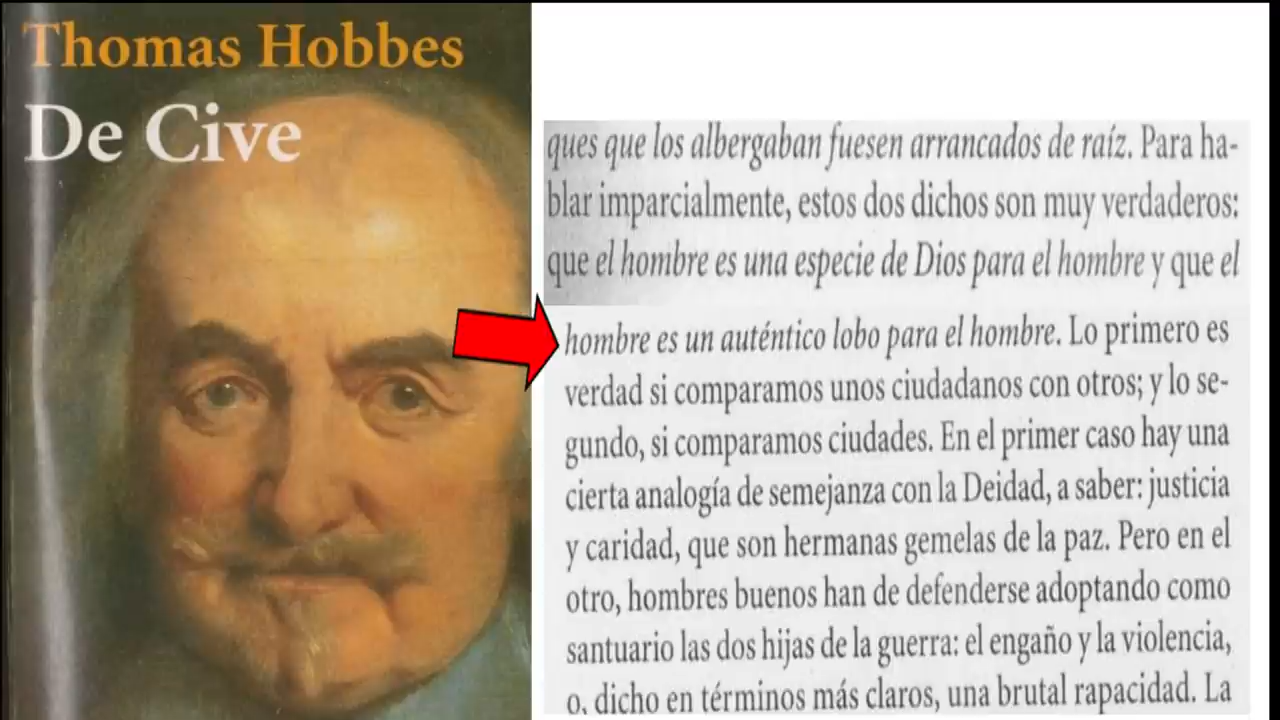 Thomas Hobbes
De Cive
ques que los albergaban fuesen arrancados de raíz. Para ha-
blar imparcialmente, estos dos dichos son muy verdaderos:
que el hombre es una especie de Dios para el hombre y que el
hombre es un auténtico lobo para el hombre. Lo primero es
verdad si comparamos unos ciudadanos con otros; y lo se-
gundo, si comparamos ciudades. En el primer caso hay una
cierta analogía de semejanza con la Deidad, a saber: justicia
y caridad, que son hermanas gemelas de la paz. Pero en el
otro, hombres buenos han de defenderse adoptando como
santuario las dos hijas de la guerra: el engaño y la violencia,
o, dicho en términos más claros, una brutal rapacidad. La